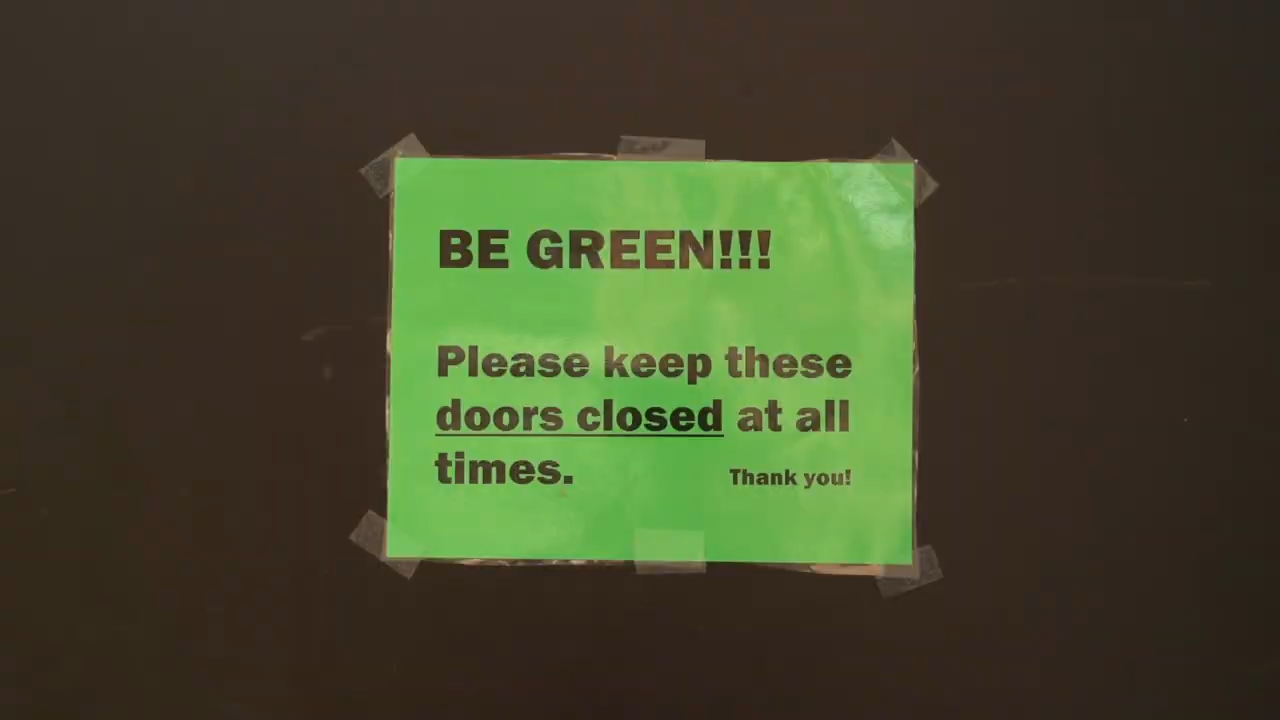 BE GREEN!!!
Please keep these
doors closed at all
times. Thank you!